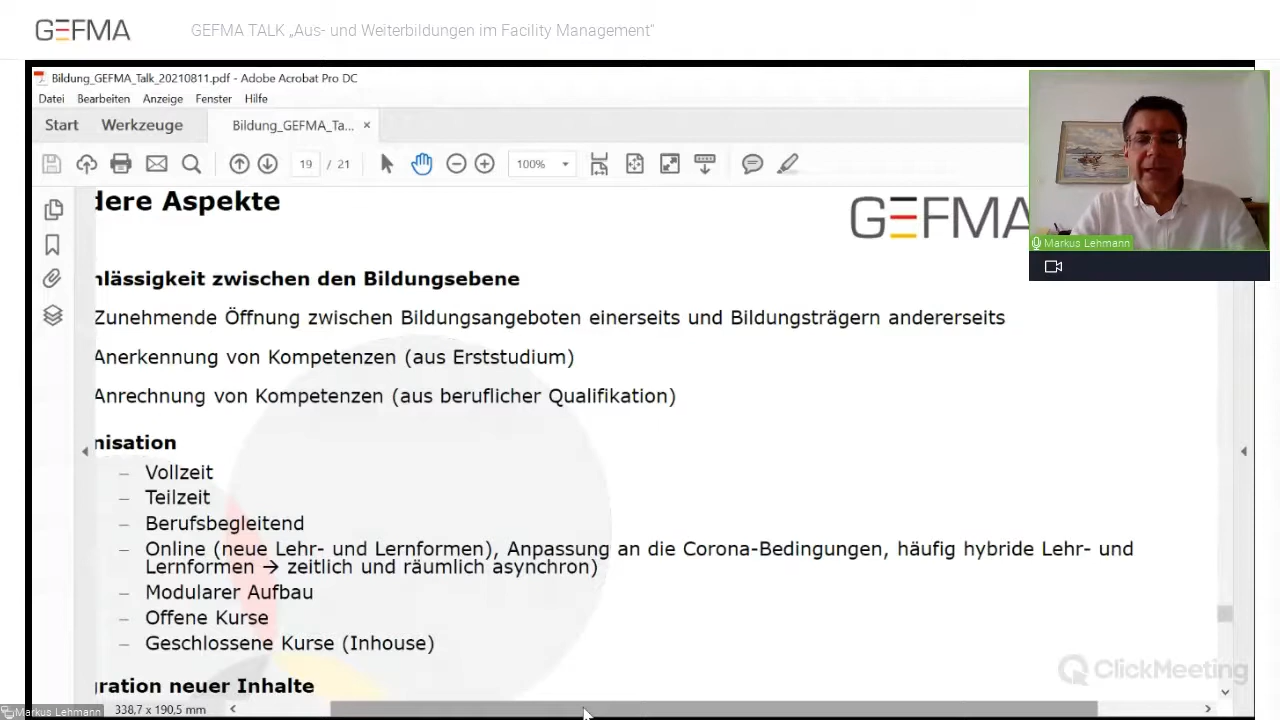 GEFMA
GEFMA TALK „Aus- und Weiterbildungen im Facility Management“
Bildung_GEFMA_Talk_20210811.pdf - Adobe Acrobat Pro DC
Datei Bearbeiten Anzeige Fenster Hilfe
Start Werkzeuge Bildung_GEFMA_Ta... ×
19 / 21 100%
dere Aspekte
GEFMA
nlässigkeit zwischen den Bildungsebene
Zunehmende Öffnung zwischen Bildungsangeboten einerseits und Bildungsträgern andererseits
Anerkennung von Kompetenzen (aus Erststudium)
Anrechnung von Kompetenzen (aus beruflicher Qualifikation)
nisation
– Vollzeit
– Teilzeit
– Berufsbegleitend
– Online (neue Lehr- und Lernformen), Anpassung an die Corona-Bedingungen, häufig hybride Lehr- und
Lernformen → zeitlich und räumlich asynchron)
– Modularer Aufbau
– Offene Kurse
– Geschlossene Kurse (Inhouse)
gration neuer Inhalte
338,7 x 190,5 mm
Markus Lehmann
Markus Lehmann
ClickMeeting